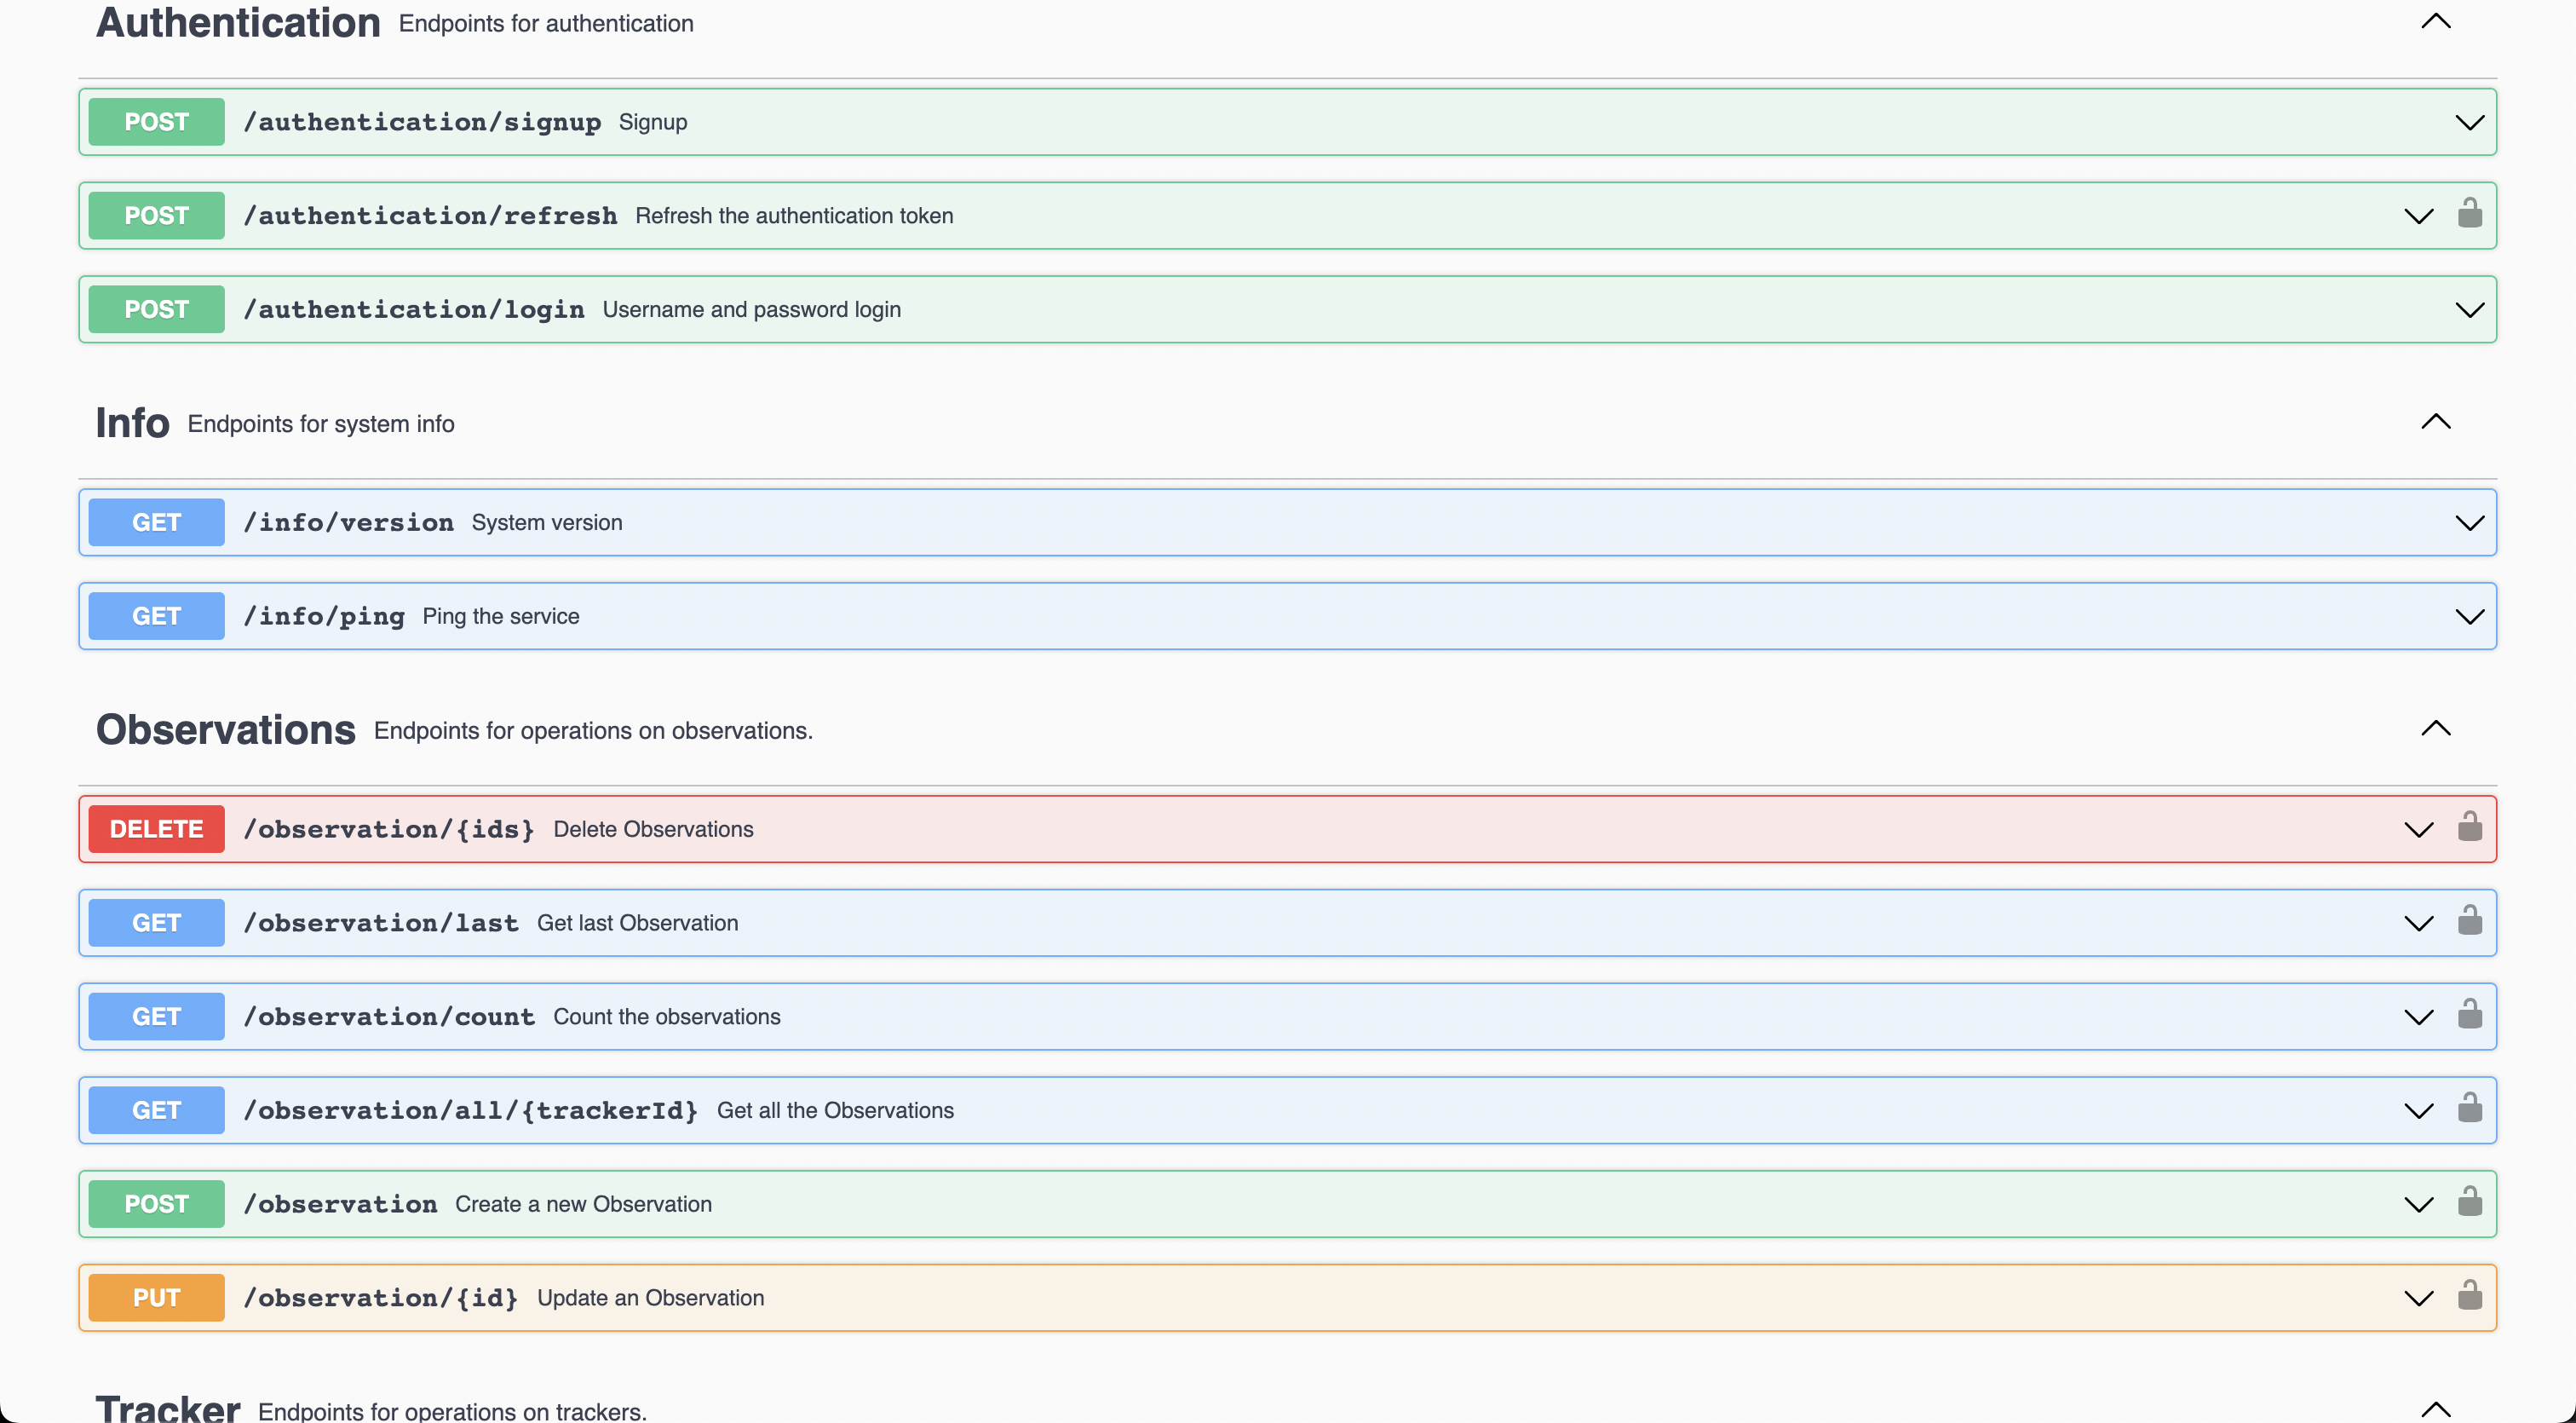 Authentication Endpoints for authentication
POST /authentication/signup Signup
POST /authentication/refresh Refresh the authentication token
POST /authentication/login Username and password login
Info Endpoints for system info
GET /info/version System version
GET /info/ping Ping the service
Observations Endpoints for operations on observations.
DELETE /observation/{ids} Delete Observations
GET /observation/last Get last Observation
GET /observation/count Count the observations
GET /observation/all/{trackerId} Get all the Observations
POST /observation Create a new Observation
PUT /observation/{id} Update an Observation
Tracker Endpoints for operations on trackers.